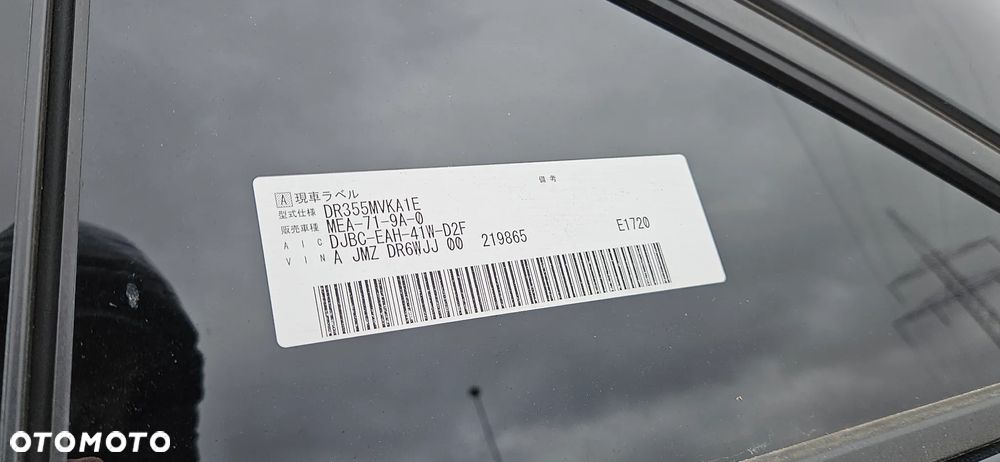 A 現車ラベル 備考
型式仕様 DR355MVKA1E
販売車種 MEA-71-9A-0
A I C DJBC-EAH-41W-D2F E1720
V I N A JMZ DR6WJJ 00 219865
OTOMOTO